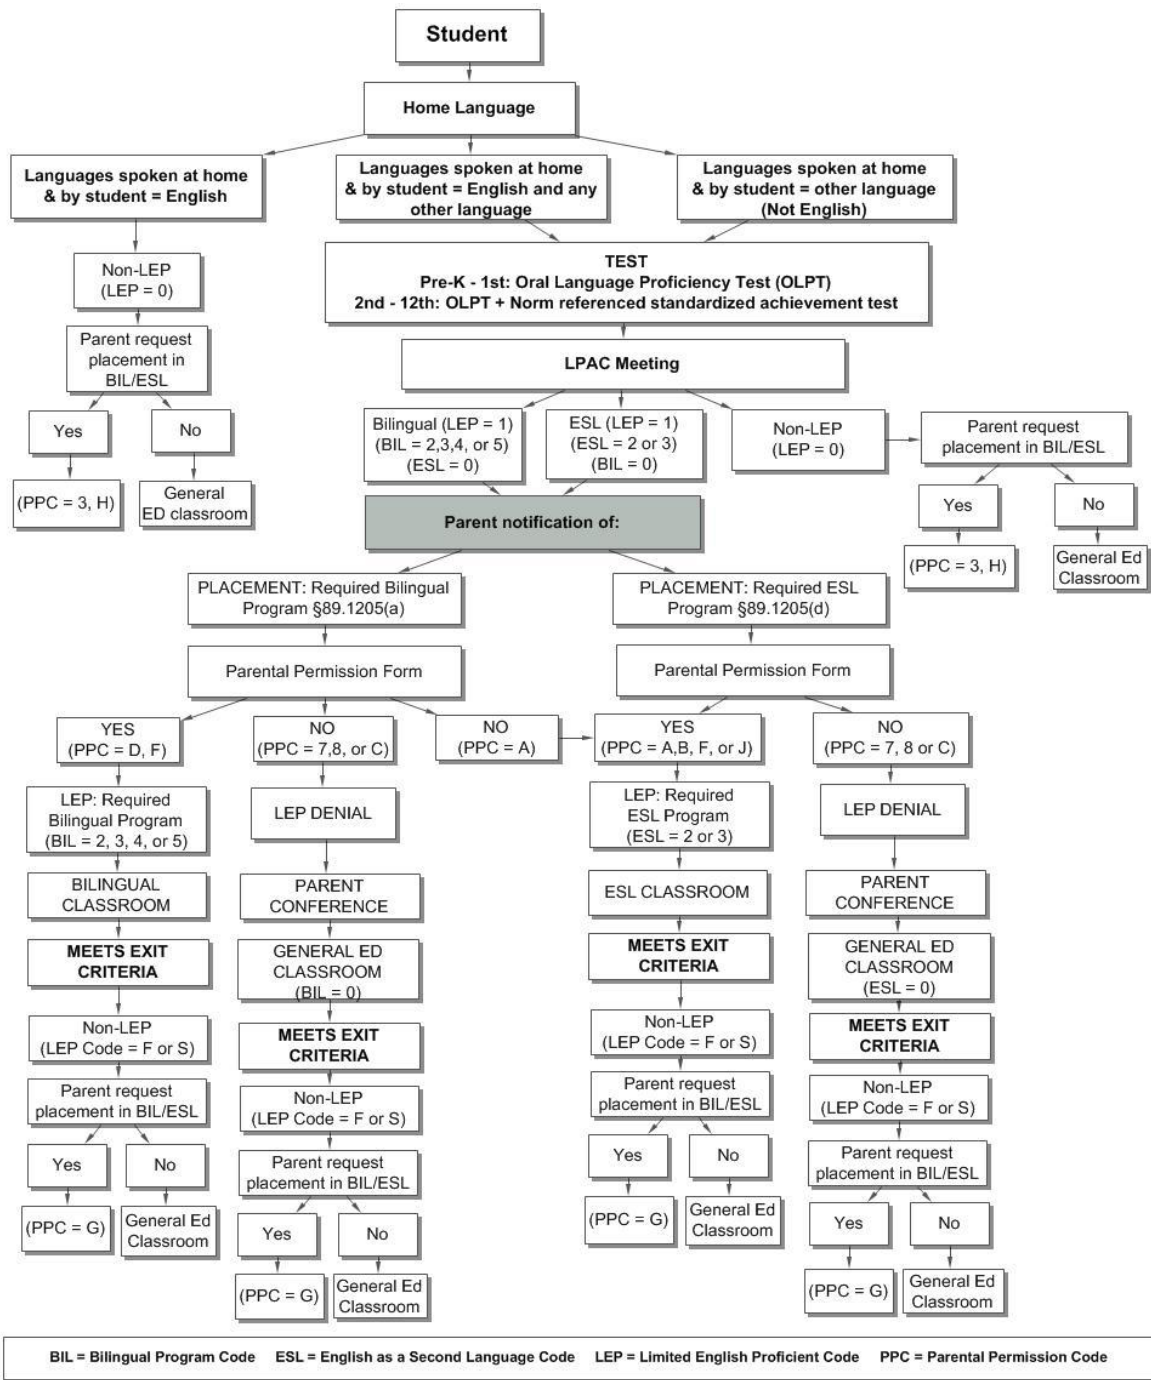 Student
Home Language
Languages spoken at home
& by student = English
Languages spoken at home
& by student = English and any
other language
Languages spoken at home
& by student = other language
(Not English)
Non-LEP
(LEP = 0)
Parent request
placement in
BIL/ESL
Yes
No
(PPC = 3, H)
General
ED classroom
TEST
Pre-K - 1st: Oral Language Proficiency Test (OLPT)
2nd - 12th: OLPT + Norm referenced standardized achievement test
LPAC Meeting
Bilingual (LEP = 1)
(BIL = 2,3,4, or 5)
(ESL = 0)
ESL (LEP = 1)
(ESL = 2 or 3)
(BIL = 0)
Non-LEP
(LEP = 0)
Parent request
placement in BIL/ESL
Yes
No
(PPC = 3, H)
General Ed
Classroom
Parent notification of:
PLACEMENT: Required Bilingual
Program §89.1205(a)
PLACEMENT: Required ESL
Program §89.1205(d)
Parental Permission Form
Parental Permission Form
YES
(PPC = D, F)
NO
(PPC = 7,8, or C)
NO
(PPC = A)
YES
(PPC = A,B, F, or J)
NO
(PPC = 7, 8 or C)
LEP: Required
Bilingual Program
(BIL = 2, 3, 4, or 5)
LEP DENIAL
LEP: Required
ESL Program
(ESL = 2 or 3)
LEP DENIAL
BILINGUAL
CLASSROOM
PARENT
CONFERENCE
ESL CLASSROOM
PARENT
CONFERENCE
MEETS EXIT
CRITERIA
GENERAL ED
CLASSROOM
(BIL = 0)
MEETS EXIT
CRITERIA
GENERAL ED
CLASSROOM
(ESL = 0)
Non-LEP
(LEP Code = F or S)
MEETS EXIT
CRITERIA
Non-LEP
(LEP Code = F or S)
MEETS EXIT
CRITERIA
Parent request
placement in BIL/ESL
Non-LEP
(LEP Code = F or S)
Parent request
placement in BIL/ESL
Non-LEP
(LEP Code = F or S)
Yes
No
Parent request
placement in BIL/ESL
Yes
No
Parent request
placement in BIL/ESL
(PPC = G)
General Ed
Classroom
Yes
No
(PPC = G)
General Ed
Classroom
Yes
No
(PPC = G)
General Ed
Classroom
(PPC = G)
General Ed
Classroom
BIL = Bilingual Program Code ESL = English as a Second Language Code LEP = Limited English Proficient Code PPC = Parental Permission Code